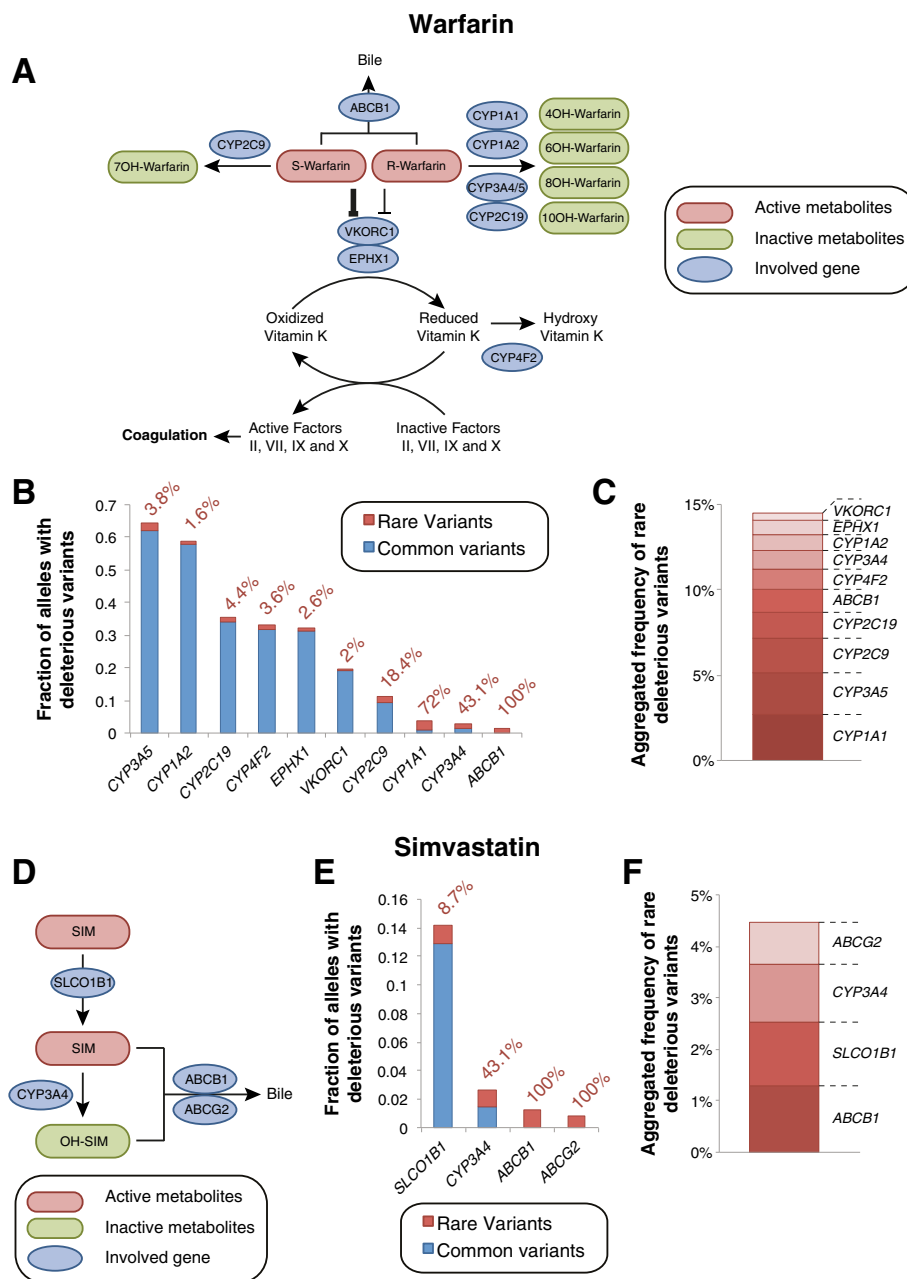 Warfarin
A
Bile
ABCB1
CYP2C9
7OH-Warfarin
S-Warfarin
R-Warfarin
CYP1A1
CYP1A2
CYP3A4/5
CYP2C19
4OH-Warfarin
6OH-Warfarin
8OH-Warfarin
10OH-Warfarin
VKORC1
EPHX1
Oxidized
Vitamin K
Reduced
Vitamin K
Hydroxy
Vitamin K
CYP4F2
Coagulation
Active Factors
II, VII, IX and X
Inactive Factors
II, VII, IX and X
Active metabolites
Inactive metabolites
Involved gene
B
Fraction of alleles with
deleterious variants
0.7
0.6
0.5
0.4
0.3
0.2
0.1
0
3.8%
1.6%
4.4%
3.6%
2.6%
2%
18.4%
72%
43.1%
100%
Rare Variants
Common variants
CYP3A5
CYP1A2
CYP2C19
CYP4F2
EPHX1
VKORC1
CYP2C9
CYP1A1
CYP3A4
ABCB1
C
Aggregated frequency of rare
deleterious variants
15%
10%
5%
0%
VKORC1
EPHX1
CYP1A2
CYP3A4
CYP4F2
ABCB1
CYP2C19
CYP2C9
CYP3A5
CYP1A1
Simvastatin
D
SIM
SLCO1B1
SIM
CYP3A4
OH-SIM
ABCB1
ABCG2
Bile
Active metabolites
Inactive metabolites
Involved gene
E
Fraction of alleles with
deleterious variants
0.16
0.14
0.12
0.1
0.08
0.06
0.04
0.02
0
8.7%
43.1%
100%
100%
SLCO1B1
CYP3A4
ABCB1
ABCG2
Rare Variants
Common variants
F
Aggregated frequency of rare
deleterious variants
5%
4%
3%
2%
1%
0%
ABCG2
CYP3A4
SLCO1B1
ABCB1